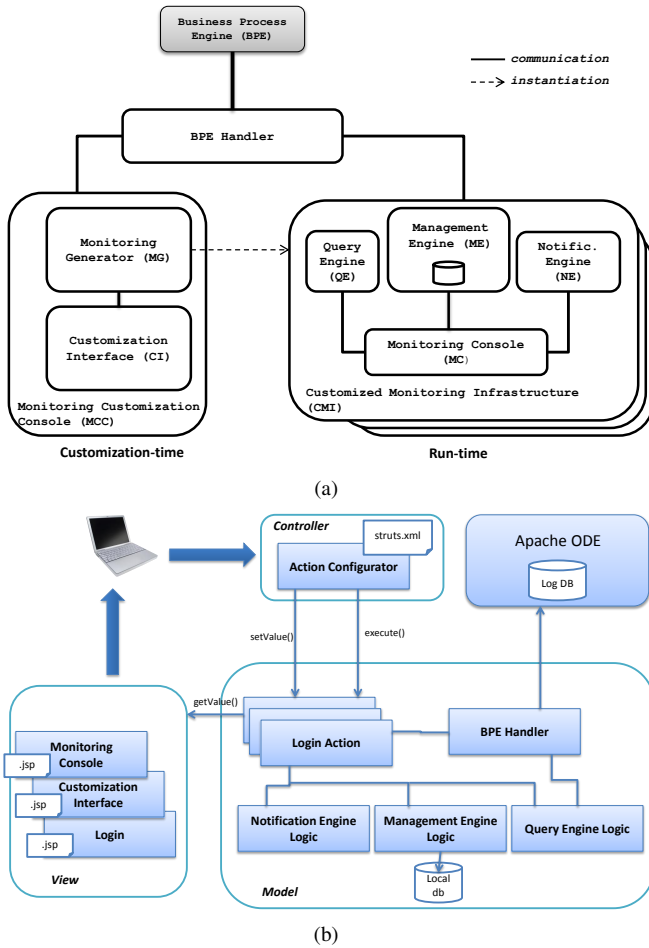 Business Process
Engine (BPE)
communication
instantiation
BPE Handler
Monitoring
Generator (MG)
Customization
Interface (CI)
Monitoring Customization
Console (MCC)
Query
Engine
(QE)
Management
Engine (ME)
Notific.
Engine
(NE)
Monitoring Console
(MC)
Customized Monitoring Infrastructure
(CMI)
Customization-time
Run-time
(a)
Controller
struts.xml
Action Configurator
Apache ODE
Log DB
setValue()
execute()
getValue()
Monitoring
Console
.jsp
Customization
Interface
.jsp
Login
.jsp
View
Login Action
BPE Handler
Notification Engine
Logic
Management Engine
Logic
Query Engine Logic
Local
db
Model
(b)